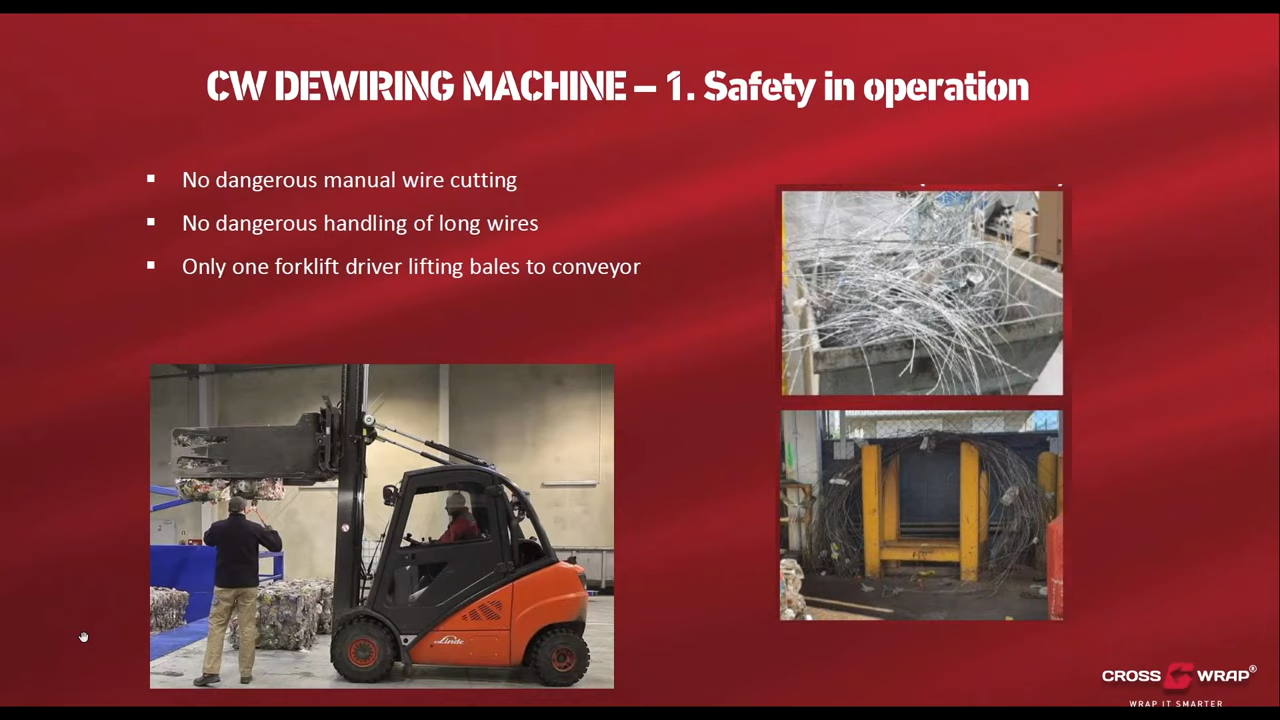 CW DEWIRING MACHINE – 1. Safety in operation
▪ No dangerous manual wire cutting
▪ No dangerous handling of long wires
▪ Only one forklift driver lifting bales to conveyor
Linde
CROSS WRAP®
WRAP IT SMARTER